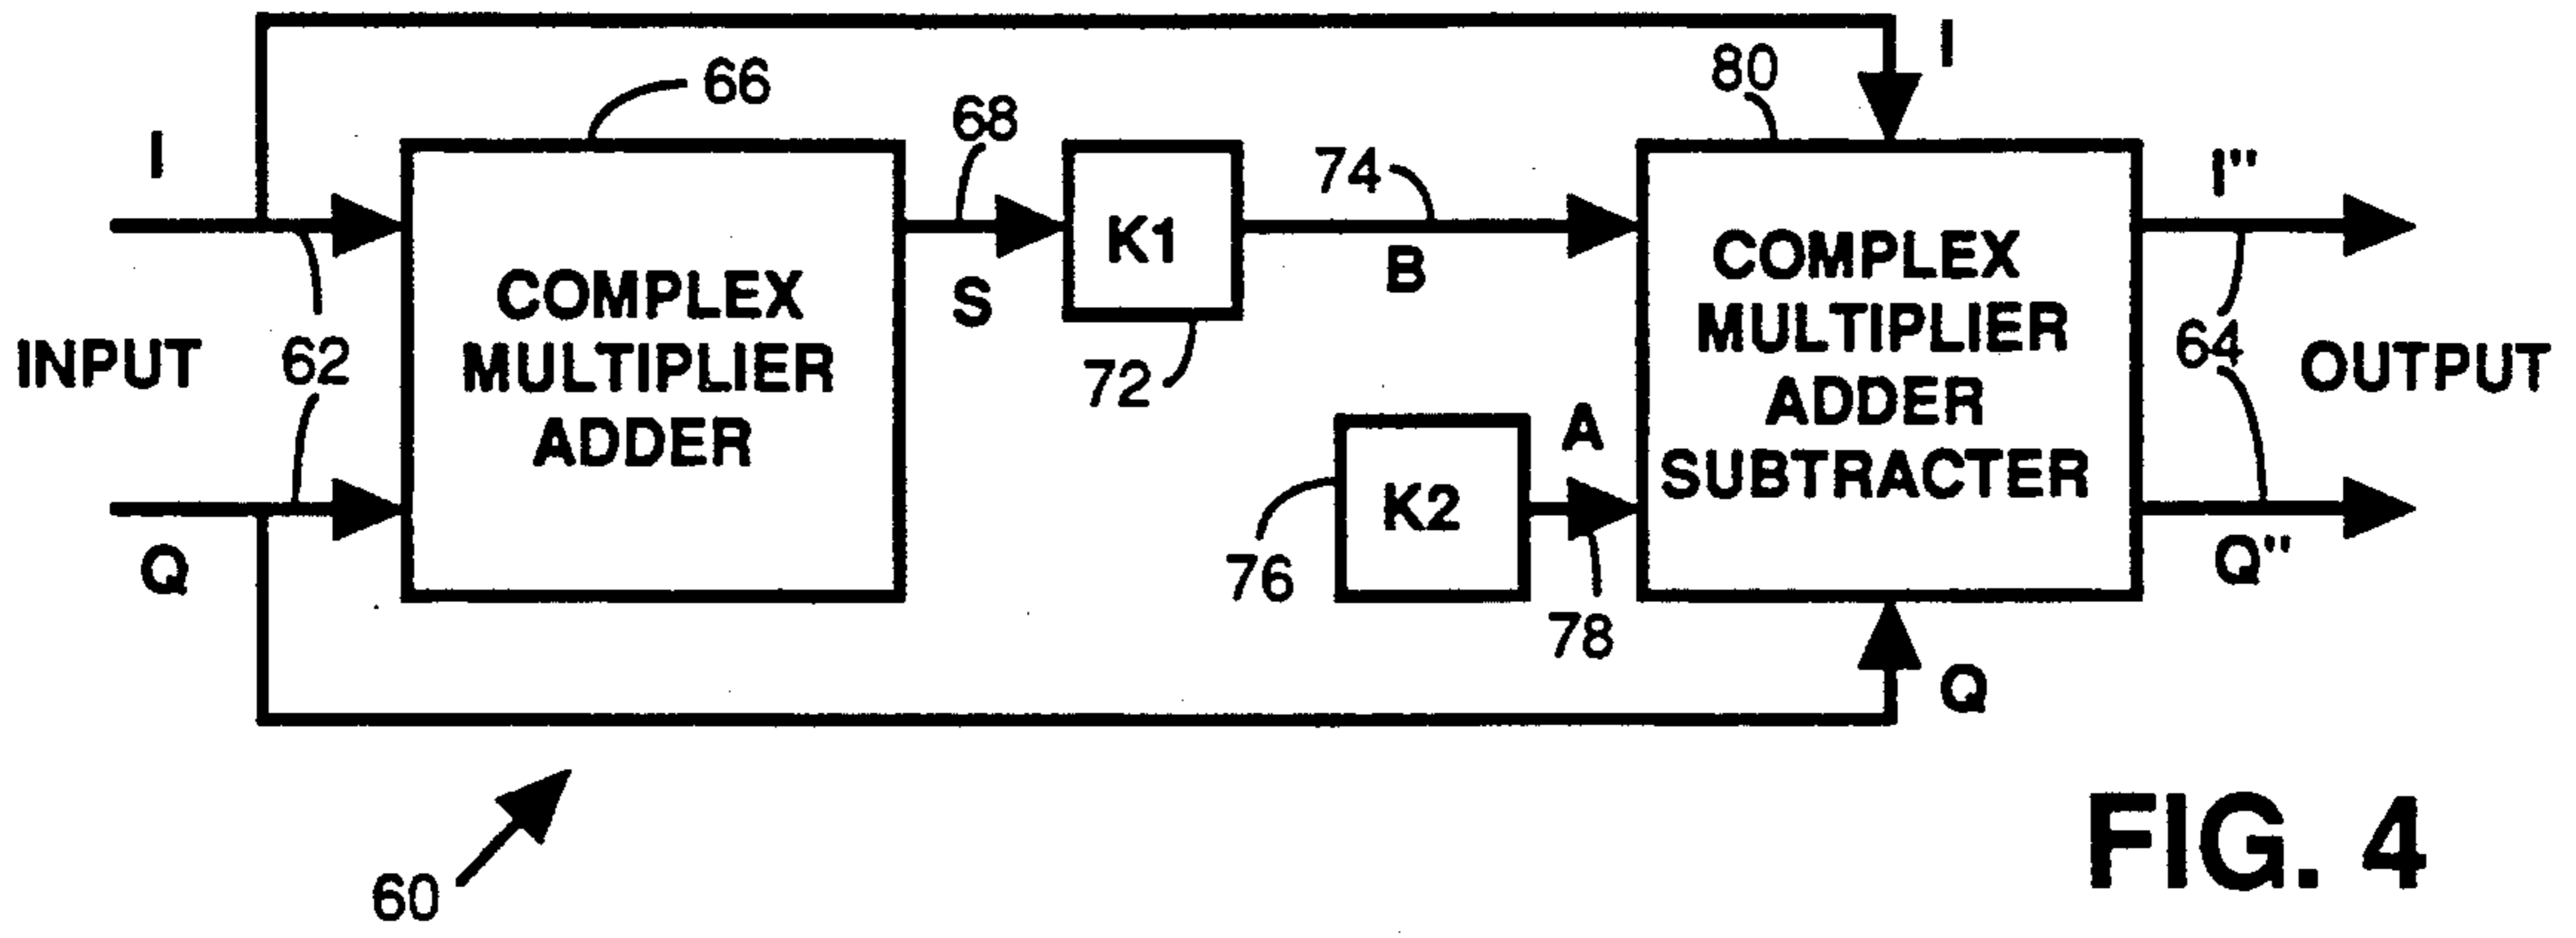 I
66
80
I
68
74
I"
COMPLEX
MULTIPLIER
ADDER
K1
S
B
72
COMPLEX
MULTIPLIER
ADDER
SUBTRACTER
INPUT
62
64
OUTPUT
A
K2
76
78
Q
Q"
Q
60
FIG. 4